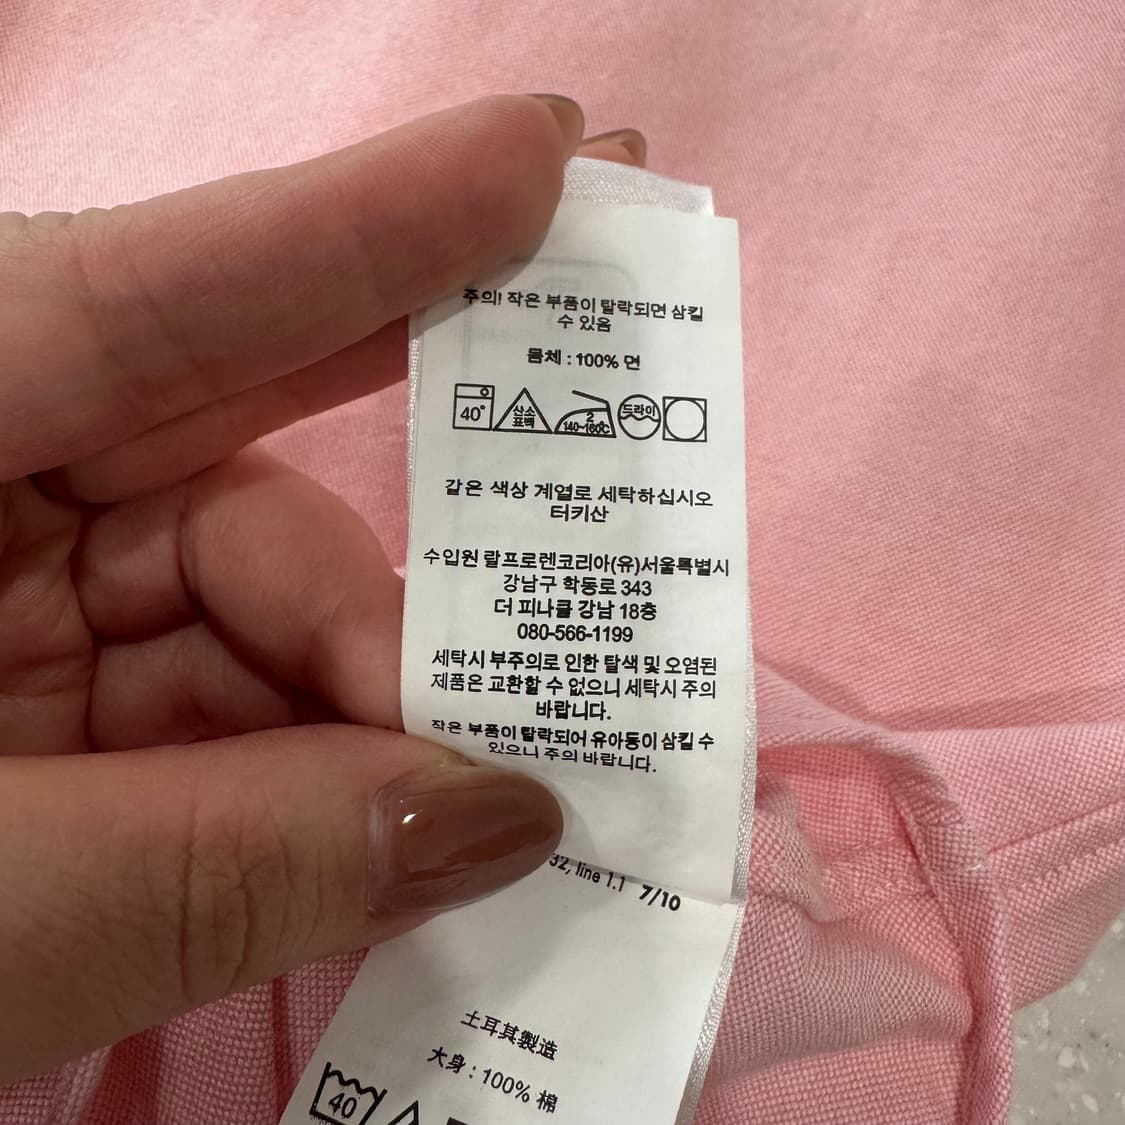 주의! 작은 부품이 탈락되면 삼킬
수 있음
몸체 : 100% 면
40°
산소
표백
2
140~160℃
드라이
같은 색상 계열로 세탁하십시오
터키산
수입원 랄프로렌코리아(유)서울특별시
강남구 학동로 343
더 피나클 강남 18층
080-566-1199
세탁시 부주의로 인한 탈색 및 오염된
제품은 교환할 수 없으니 세탁시 주의
바랍니다.
작은 부품이 탈락되어 유아동이 삼킬 수
있으니 주의 바랍니다.
32, line 1.1 7/10
土耳其製造
大身 : 100% 棉
40